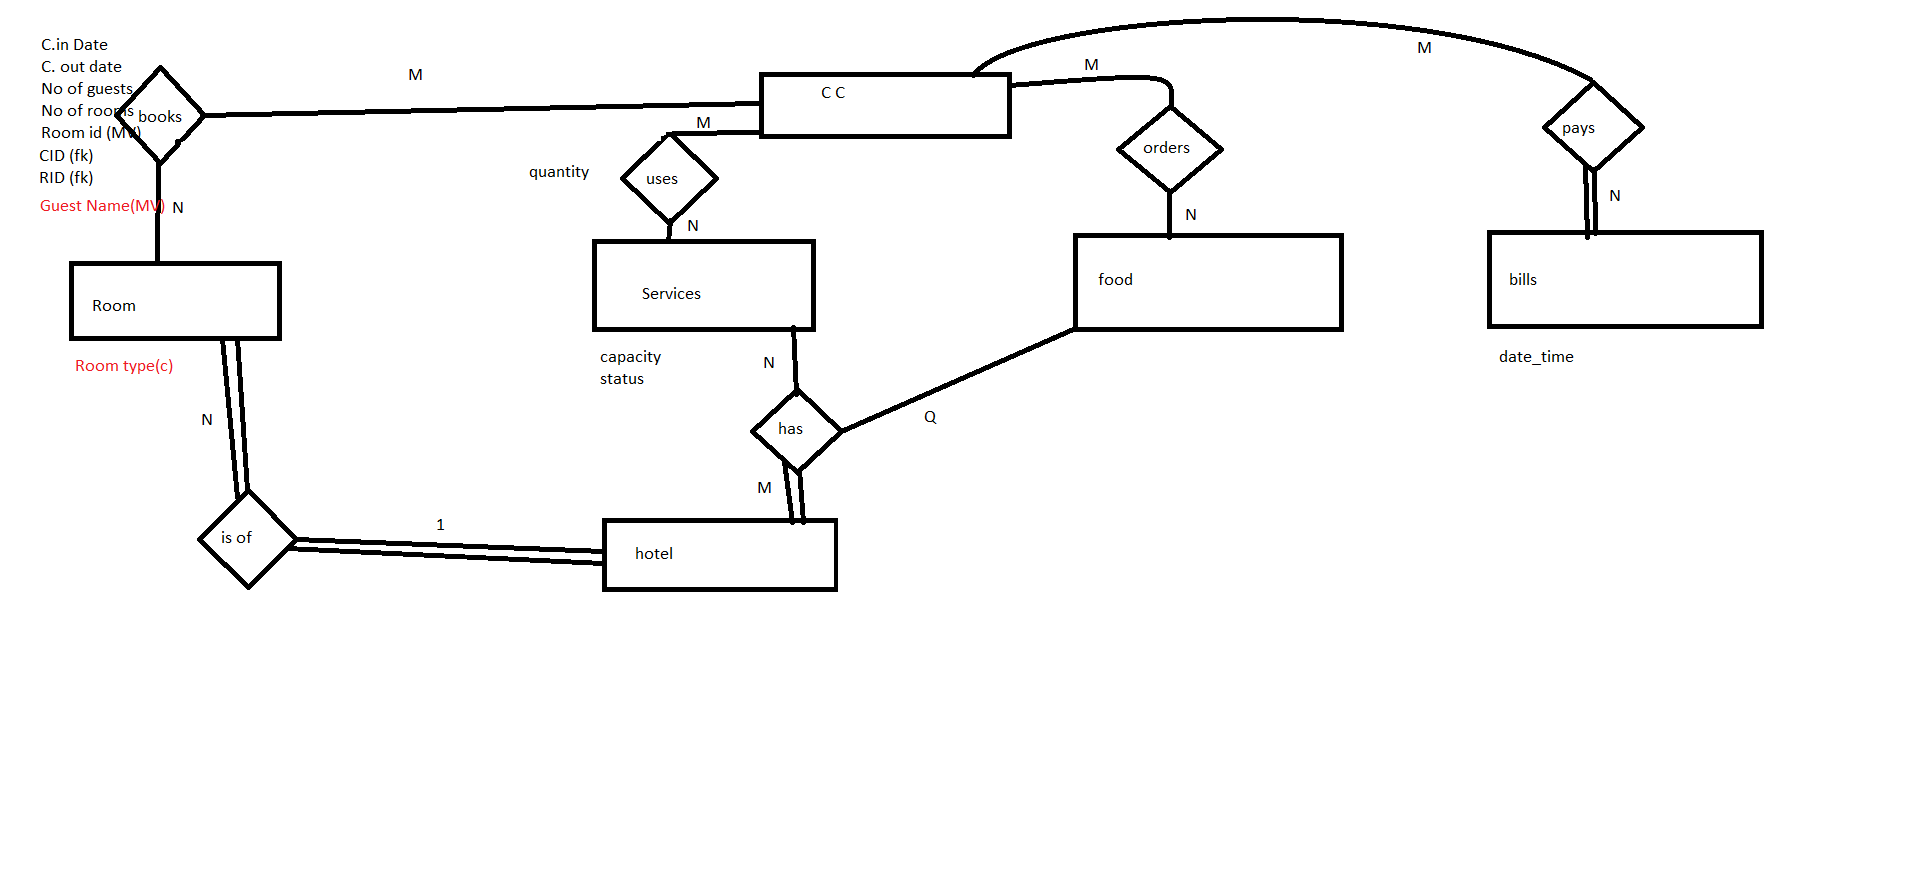 C.in Date
C. out date
No of guests
No of rooms
Room id (MV)
CID (fk)
RID (fk)
Guest Name(MV)
books
M
N
C C
M
M
M
quantity
uses
N
orders
N
pays
N
Room
Services
food
bills
Room type(c)
capacity
status
date_time
N
N
has
Q
M
is of
1
hotel